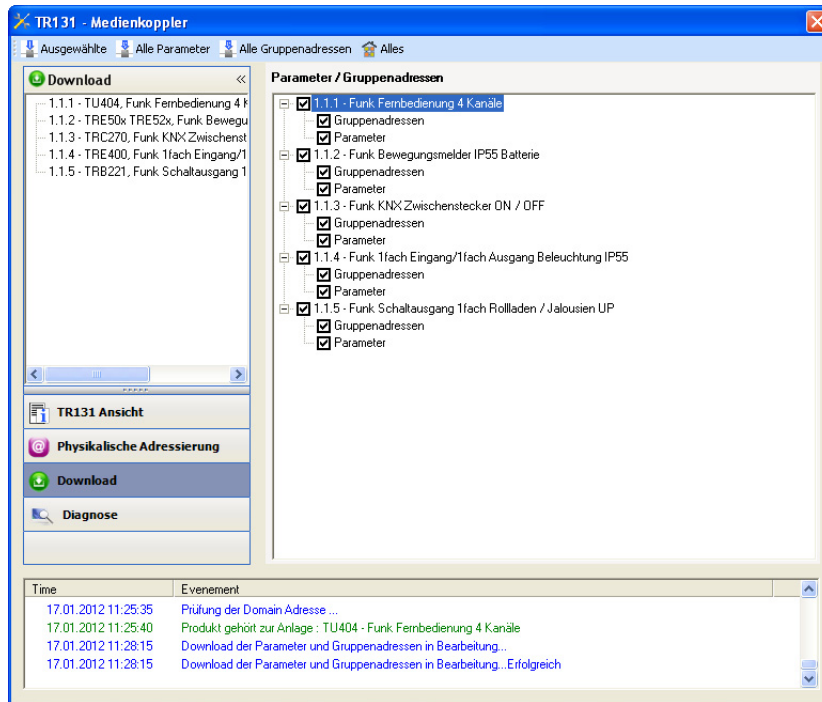 TR131 - Medienkoppler
Ausgewählte Alle Parameter Alle Gruppenadressen Alles
Download «
1.1.1 - TU404, Funk Fernbedienung 4 K
1.1.2 - TRE50x TRE52x, Funk Bewegu
1.1.3 - TRC270, Funk KNX Zwischenst
1.1.4 - TRE400, Funk 1fach Eingang/1
1.1.5 - TRB221, Funk Schaltausgang 1
TR131 Ansicht
Physikalische Adressierung
Download
Diagnose
Parameter / Gruppenadressen
1.1.1 - Funk Fernbedienung 4 Kanäle
Gruppenadressen
Parameter
1.1.2 - Funk Bewegungsmelder IP55 Batterie
Gruppenadressen
Parameter
1.1.3 - Funk KNX Zwischenstecker ON / OFF
Gruppenadressen
Parameter
1.1.4 - Funk 1fach Eingang/1fach Ausgang Beleuchtung IP55
Gruppenadressen
Parameter
1.1.5 - Funk Schaltausgang 1fach Rollladen / Jalousien UP
Gruppenadressen
Parameter
Time Evenement
17.01.2012 11:25:35 Prüfung der Domain Adresse ...
17.01.2012 11:25:40 Produkt gehört zur Anlage : TU404 - Funk Fernbedienung 4 Kanäle
17.01.2012 11:28:15 Download der Parameter und Gruppenadressen in Bearbeitung...
17.01.2012 11:28:15 Download der Parameter und Gruppenadressen in Bearbeitung...Erfolgreich